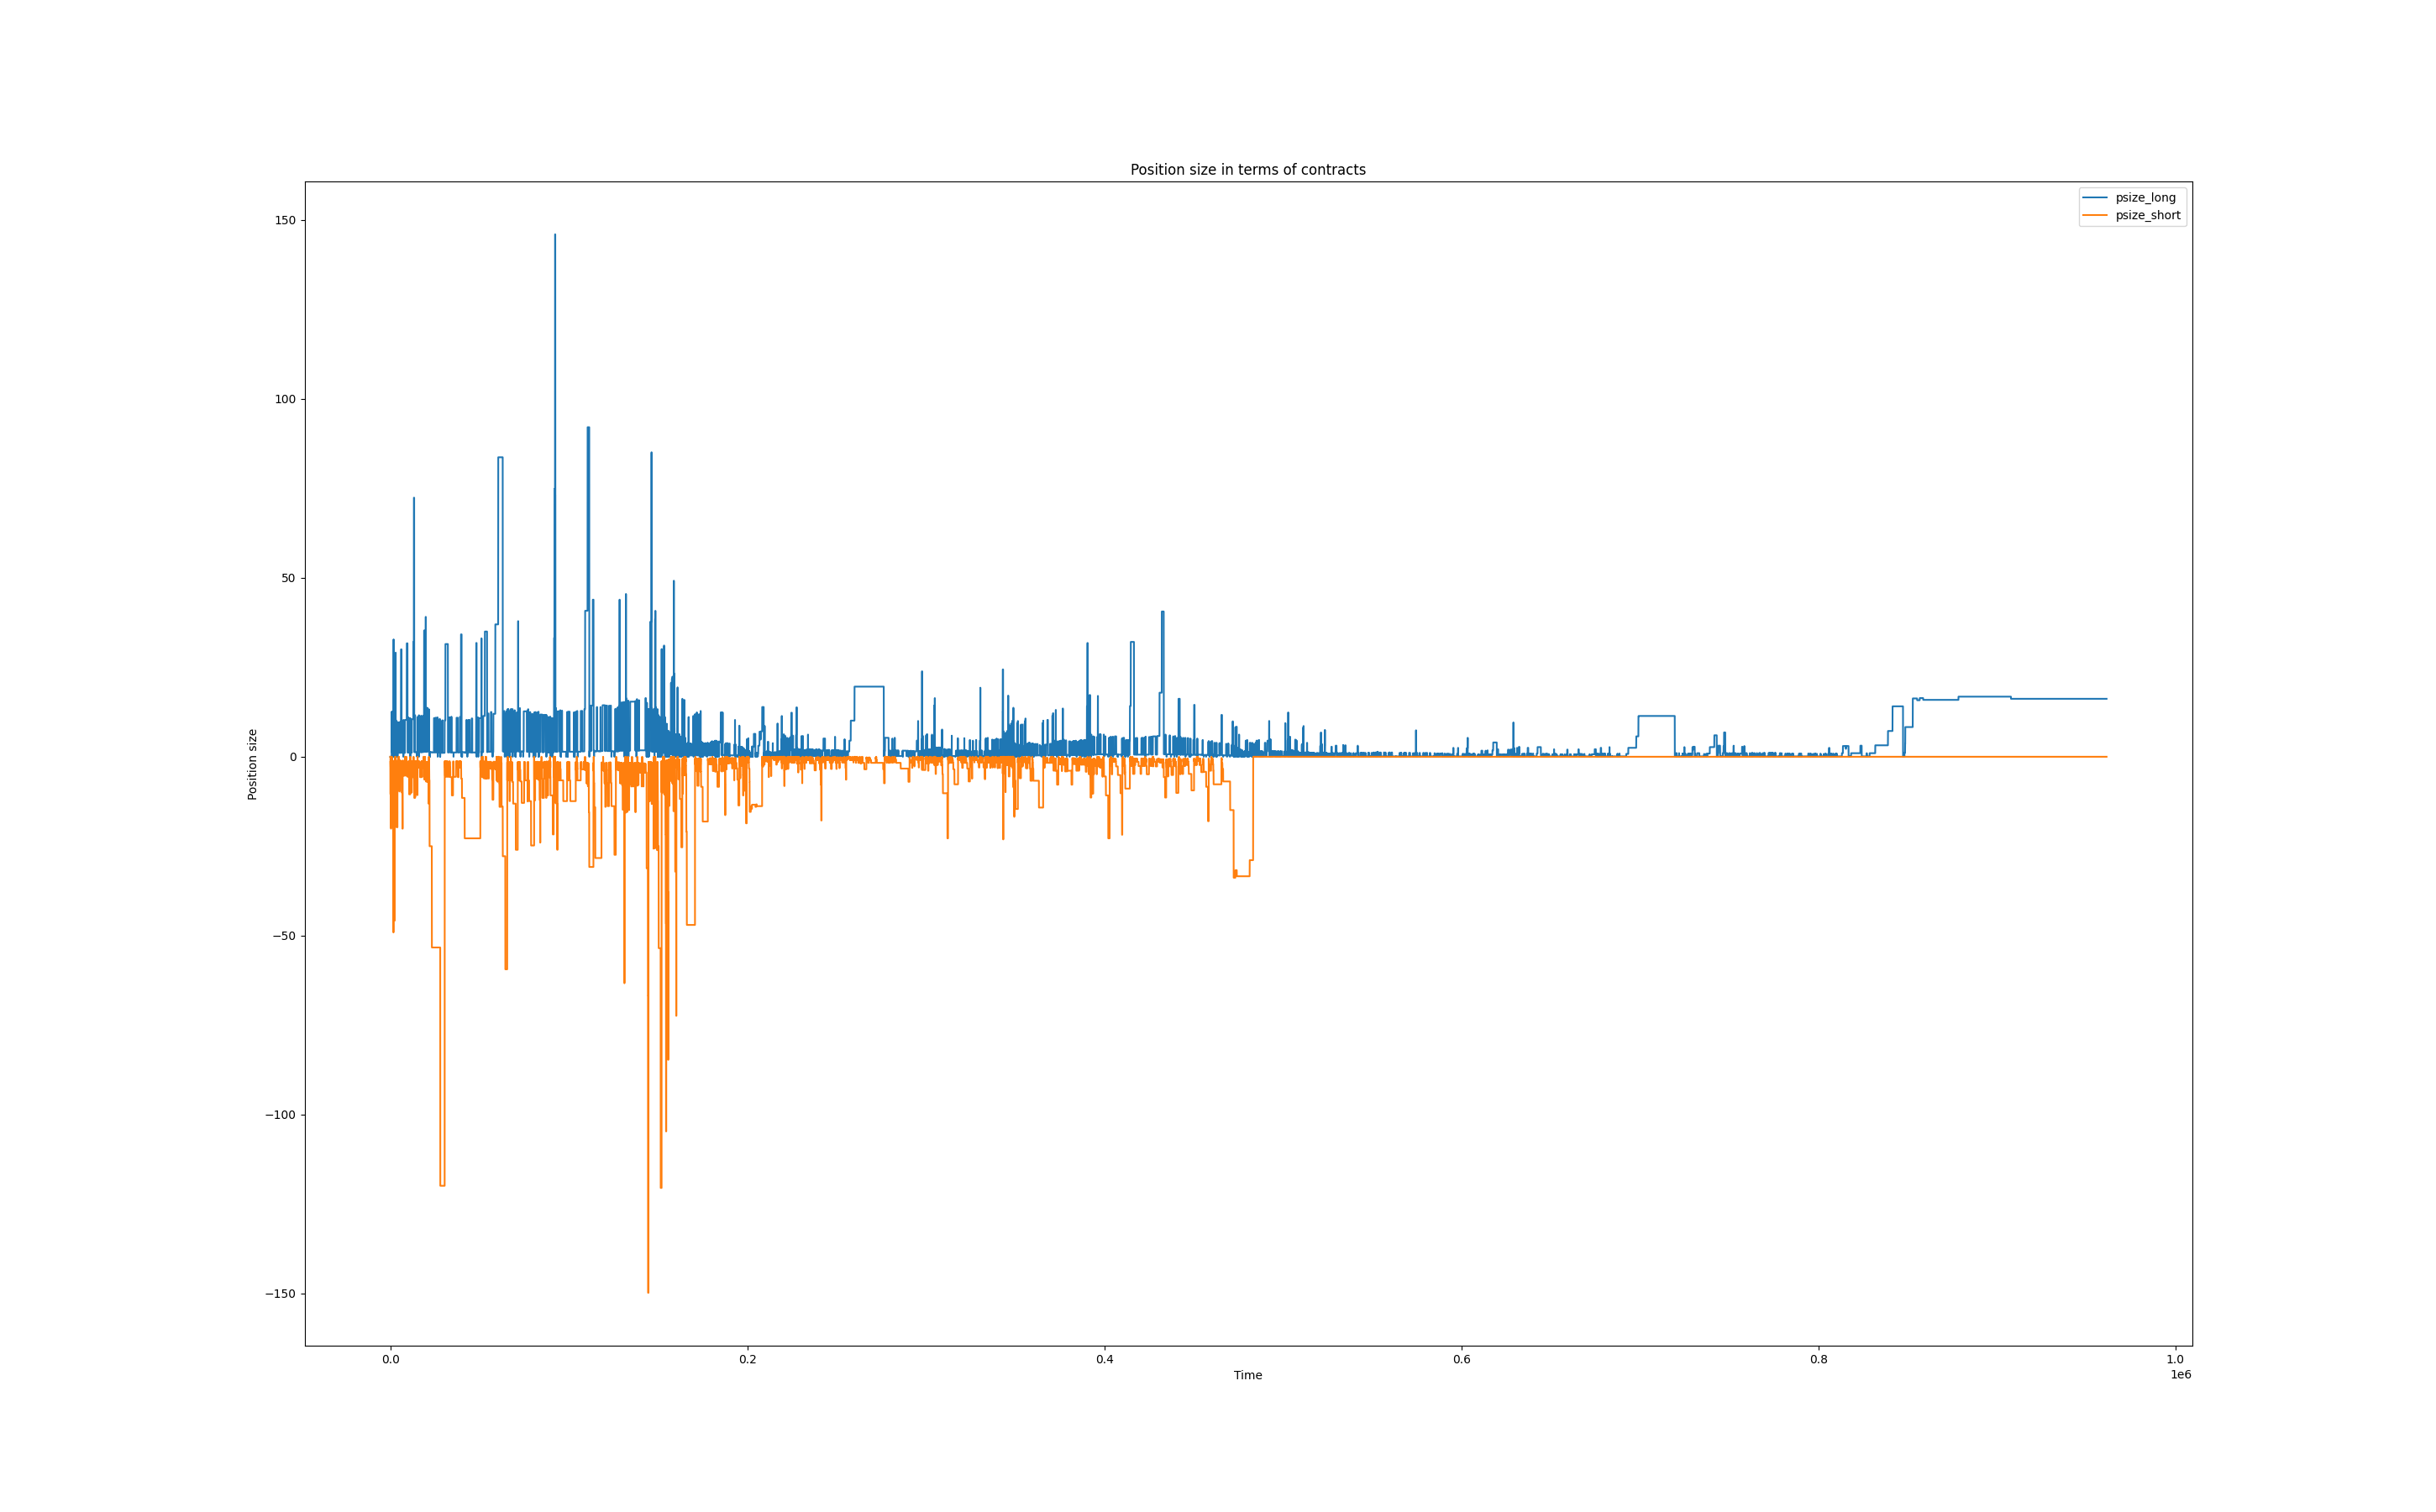 Position size in terms of contracts
psize_long
psize_short
150
100
50
0
−50
−100
−150
Position size
0.0
0.2
0.4
0.6
0.8
1.0
1e6
Time